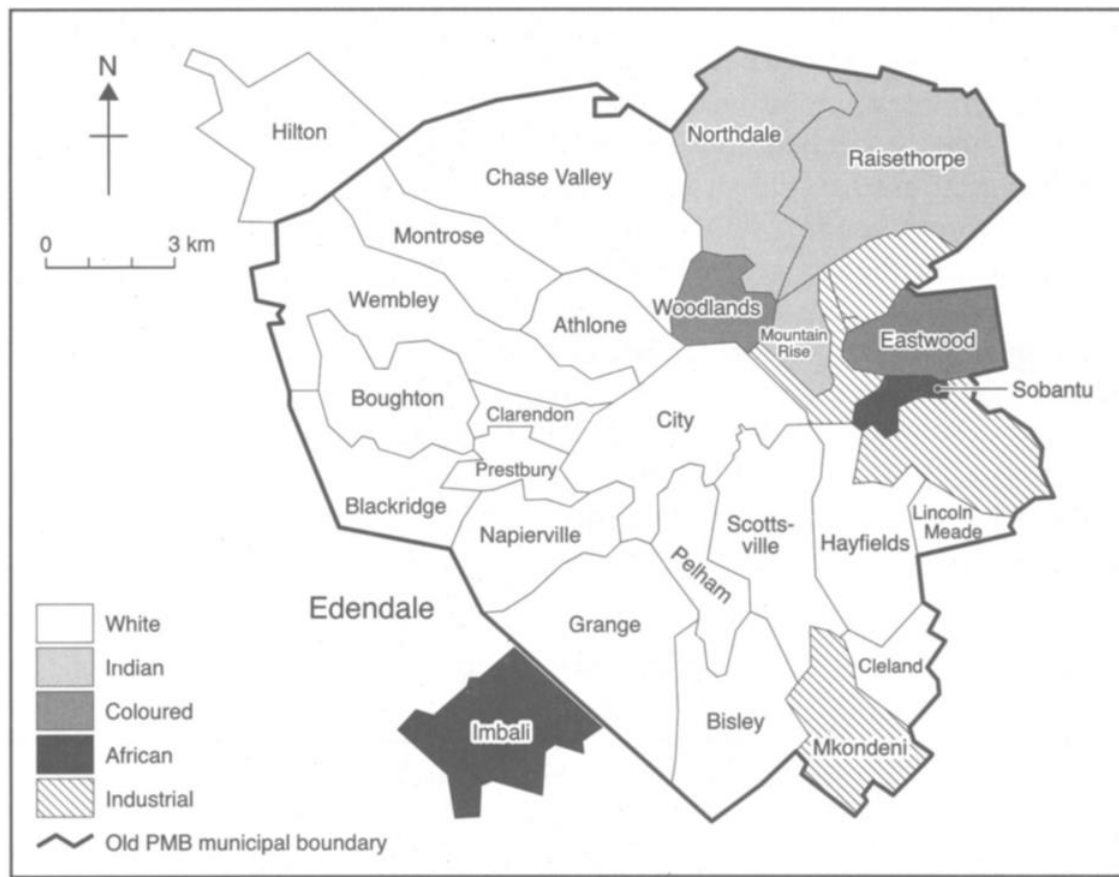 N
0 3 km
Hilton
Chase Valley
Northdale
Raisethorpe
Montrose
Wembley
Athlone
Woodlands
Mountain
Rise
Eastwood
Sobantu
Boughton
Clarendon
City
Prestbury
Blackridge
Napierville
Scotts-
ville
Hayfields
Lincoln
Meade
Pelham
Edendale
Grange
Cleland
Imbali
Bisley
Mkondeni
White
Indian
Coloured
African
Industrial
Old PMB municipal boundary